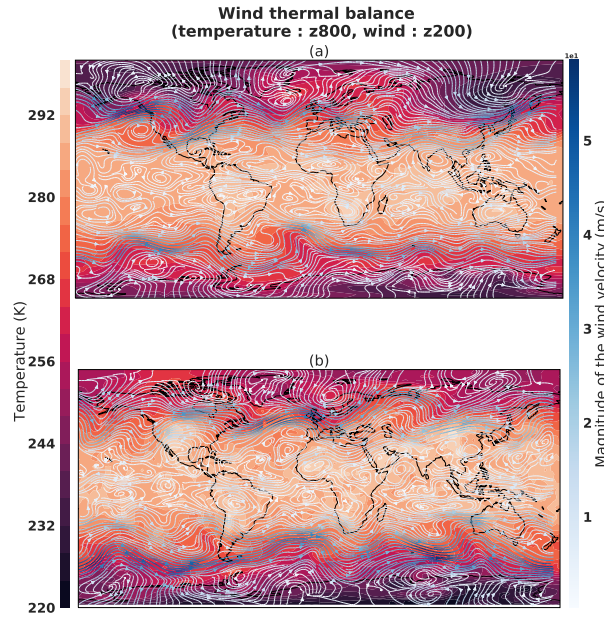 Wind thermal balance
(temperature : z800, wind : z200)
(a)
1e1
292
280
268
256
244
232
220
Temperature (K)
5
4
3
2
1
Magnitude of the wind velocity (m/s)
(b)